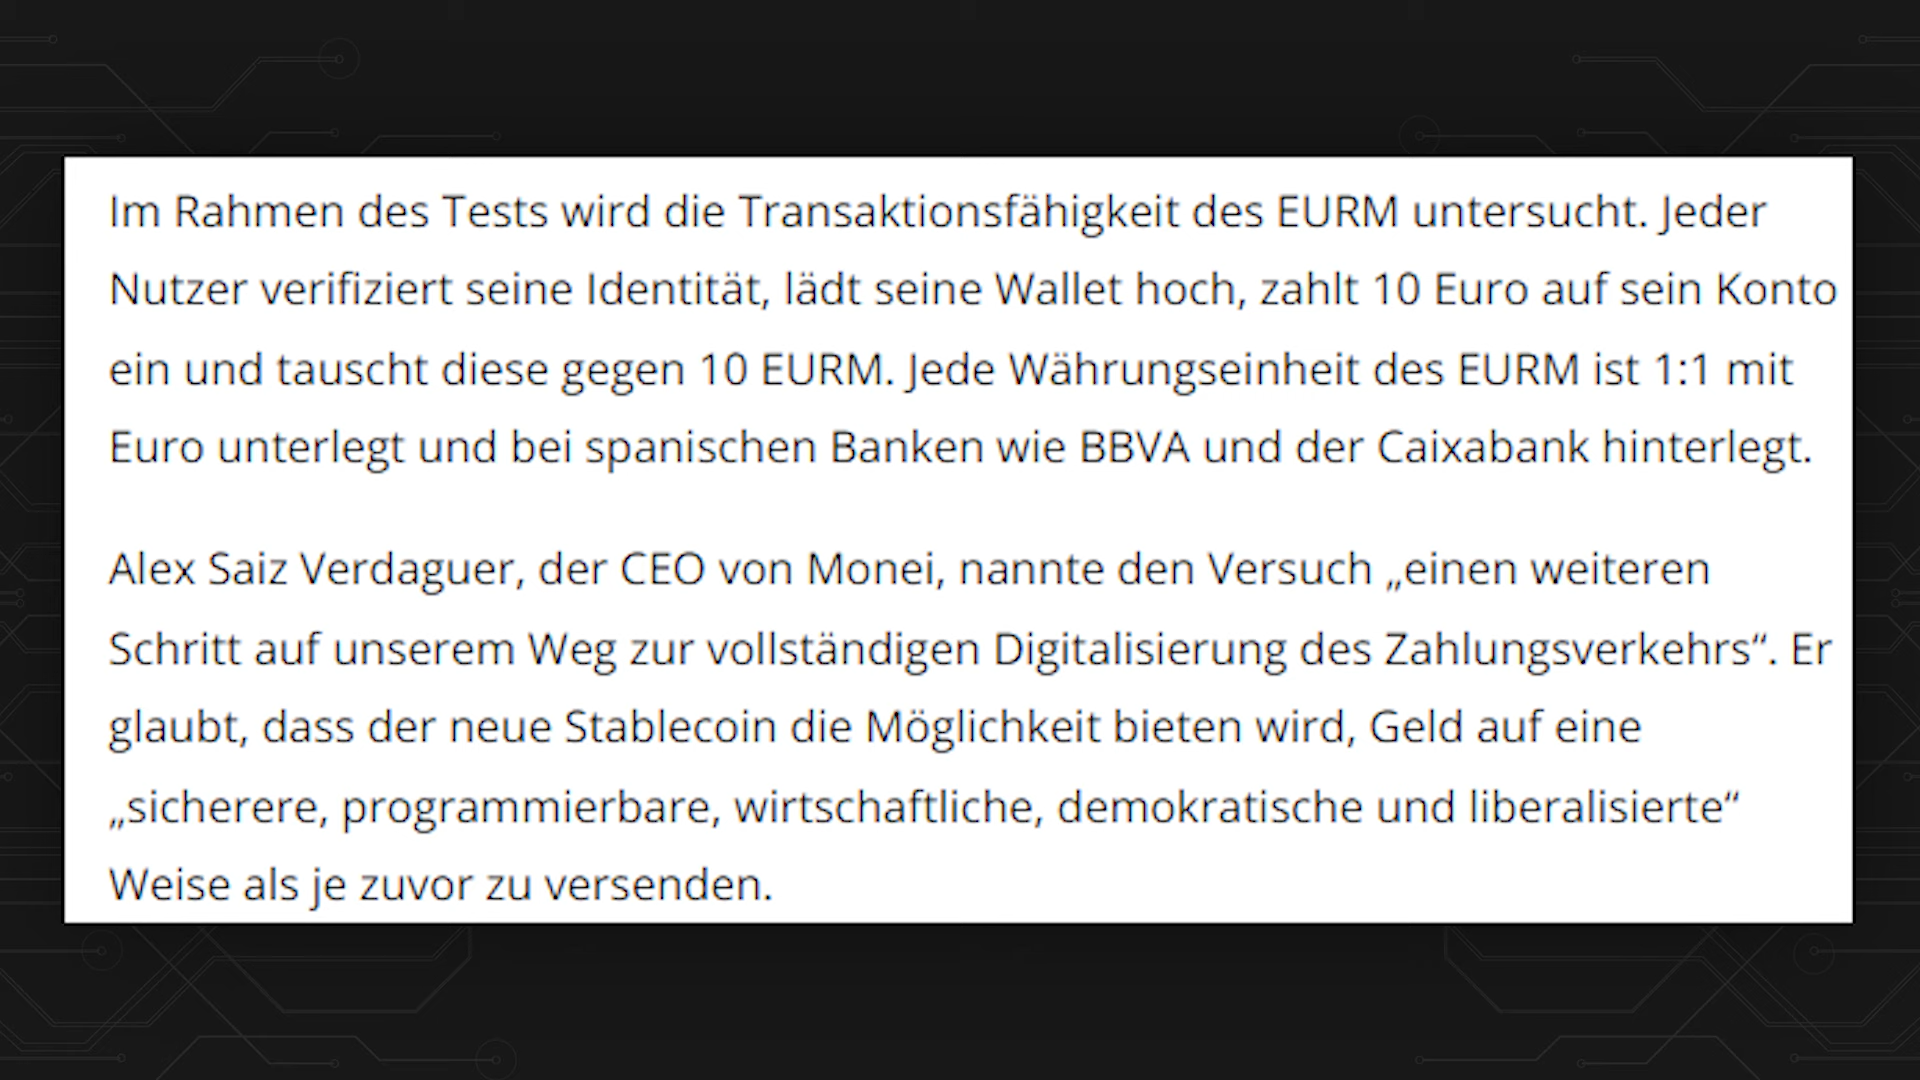 Im Rahmen des Tests wird die Transaktionsfähigkeit des EURM untersucht. Jeder
Nutzer verifiziert seine Identität, lädt seine Wallet hoch, zahlt 10 Euro auf sein Konto
ein und tauscht diese gegen 10 EURM. Jede Währungseinheit des EURM ist 1:1 mit
Euro unterlegt und bei spanischen Banken wie BBVA und der Caixabank hinterlegt.
Alex Saiz Verdaguer, der CEO von Monei, nannte den Versuch „einen weiteren
Schritt auf unserem Weg zur vollständigen Digitalisierung des Zahlungsverkehrs“. Er
glaubt, dass der neue Stablecoin die Möglichkeit bieten wird, Geld auf eine
„sicherere, programmierbare, wirtschaftliche, demokratische und liberalisierte“
Weise als je zuvor zu versenden.